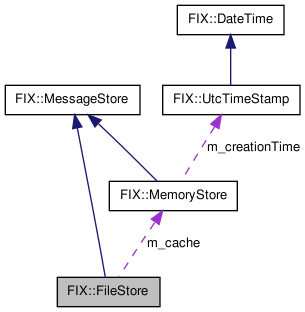 FIX::DateTime
FIX::MessageStore
FIX::UtcTimeStamp
m_creationTime
FIX::MemoryStore
m_cache
FIX::FileStore